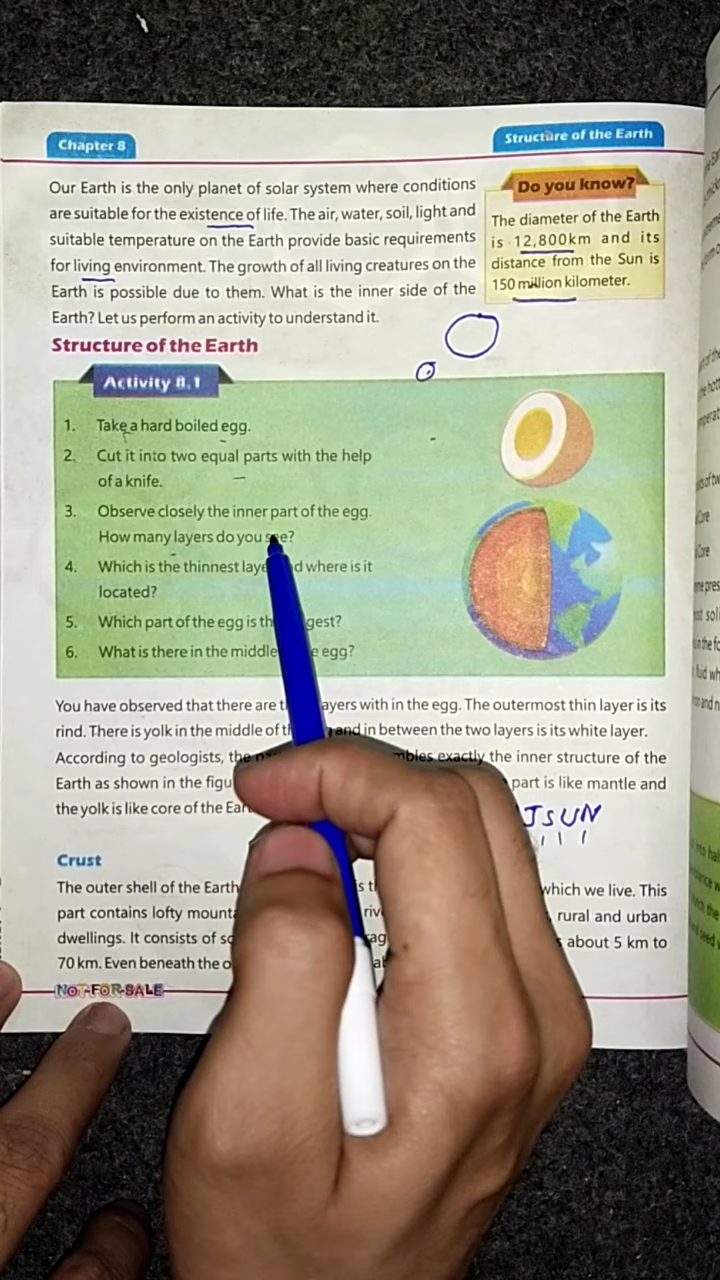 Chapter 8
Structure of the Earth
Our Earth is the only planet of solar system where conditions
are suitable for the existence of life. The air, water, soil, light and
suitable temperature on the Earth provide basic requirements
for living environment. The growth of all living creatures on the
Earth is possible due to them. What is the inner side of the
Earth? Let us perform an activity to understand it.
Do you know?
The diameter of the Earth
is 12,800km and its
distance from the Sun is
150 million kilometer.
Structure of the Earth
Activity 8.1
1. Take a hard boiled egg.
2. Cut it into two equal parts with the help
of a knife.
3. Observe closely the inner part of the egg.
How many layers do you see?
4. Which is the thinnest and where is it
located?
5. Which part of the egg is
6. What is there in the middle egg?
You have observed that there are with in the egg. The outermost thin layer is its
rind. There is yolk in the middle of and in between the two layers is its white layer.
According to geologists, the exactly the inner structure of the
Earth as shown in the part is like mantle and
the yolk is like core of the
JSUN
Crust
The outer shell of the Earth which we live. This
part contains lofty rural and urban
dwellings. It consists of about 5 km to
70 km. Even beneath the
NOT-FOR-SALE